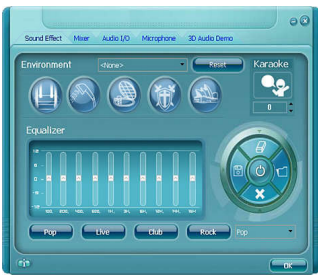 Sound Effect Mixer Audio I/O Microphone 3D Audio Demo
Environment <None> Reset Karaoke
0
Equalizer
Pop Live Club Rock Pop
OK